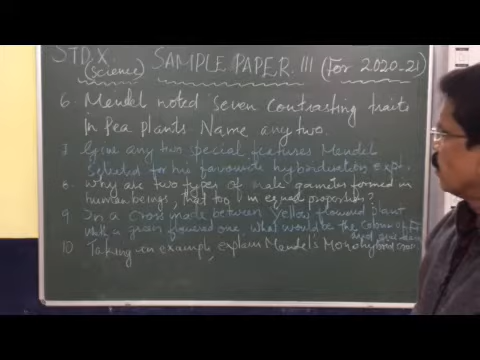 STD X. SAMPLE PAPER III (For 2020-21)
(Science)
6. Mendel noted seven contrasting traits
in Pea plants. Name any two.
7. Give any two special features Mendel
Selected for his favourite hybridisation expt.
8. Why are two types of male gametes formed in
human beings, that too in equal proportion?
9. In a cross made between yellow flowered plant
with a green flowered one, what would be the colour of F
and
10. Taking an example, explain Mendel's Monohybrid cross.